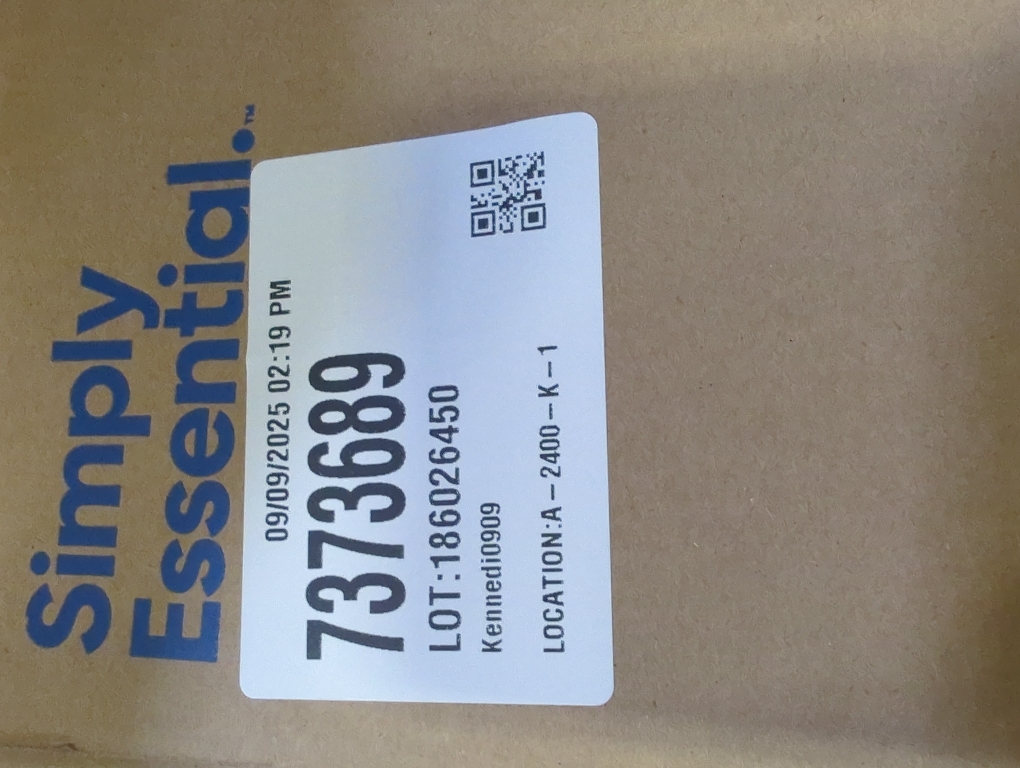 Simply
Essential.™
09/09/2025 02:19 PM
7373689
LOT:186026450
Kennedi0909
LOCATION:A-2400-K-1